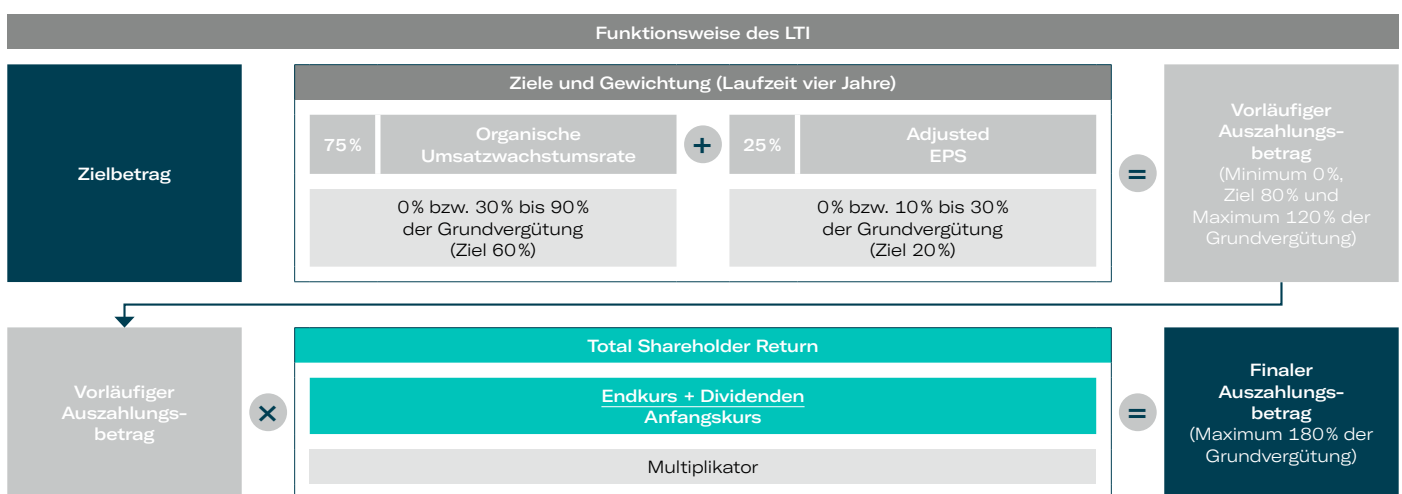 Funktionsweise des LTI
Zielbetrag
Ziele und Gewichtung (Laufzeit vier Jahre)
75 %
Organische
Umsatzwachstumsrate
+
25 %
Adjusted
EPS
0 % bzw. 30 % bis 90 %
der Grundvergütung
(Ziel 60 %)
0 % bzw. 10 % bis 30 %
der Grundvergütung
(Ziel 20 %)
=
Vorläufiger
Auszahlungs-
betrag
(Minimum 0 %,
Ziel 80 % und
Maximum 120 % der
Grundvergütung)
Vorläufiger
Auszahlungs-
betrag
×
Total Shareholder Return
Endkurs + Dividenden
Anfangskurs
Multiplikator
=
Finaler
Auszahlungs-
betrag
(Maximum 180 % der
Grundvergütung)